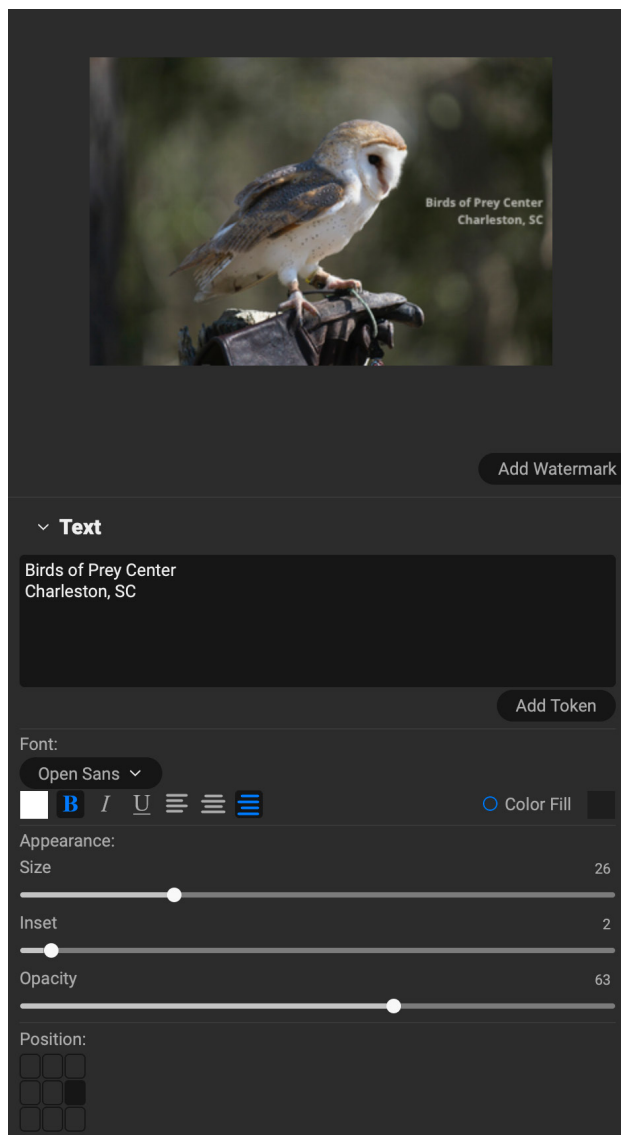 Birds of Prey Center
Charleston, SC
Add Watermark
Text
Birds of Prey Center
Charleston, SC
Add Token
Font:
Open Sans
B I U Color Fill
Appearance:
Size 26
Inset 2
Opacity 63
Position: